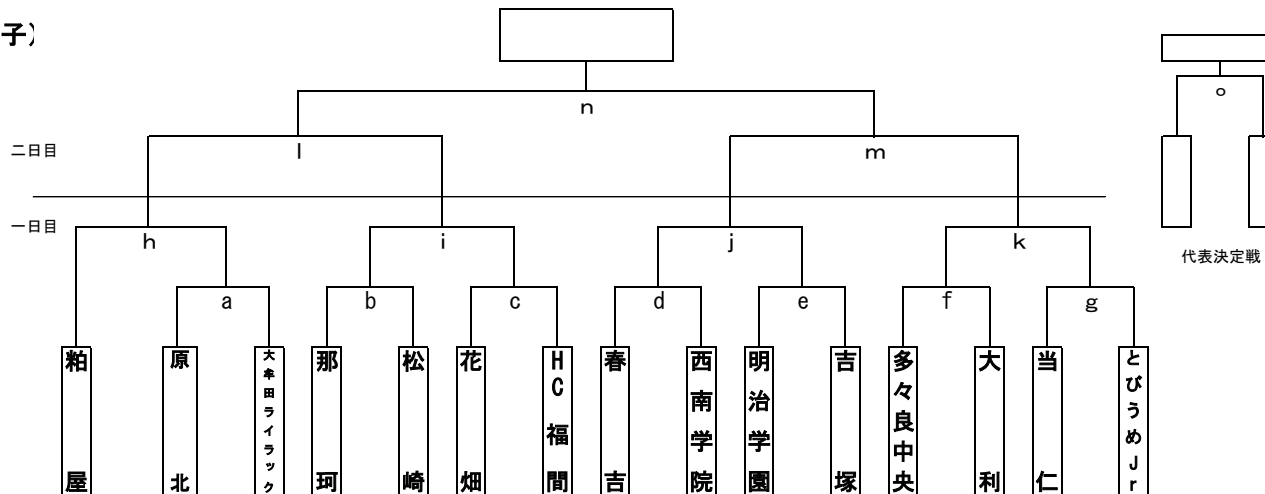 子）
n
o
二日目
l
m
一日目
h
i
j
k
代表決定戦
a
b
c
d
e
f
g
粕屋
原北
大牟田ライラック
那珂
松崎
花畑
HC福間
春吉
西南学院
明治学園
吉塚
多々良中央
大利
当仁
とびうめJr